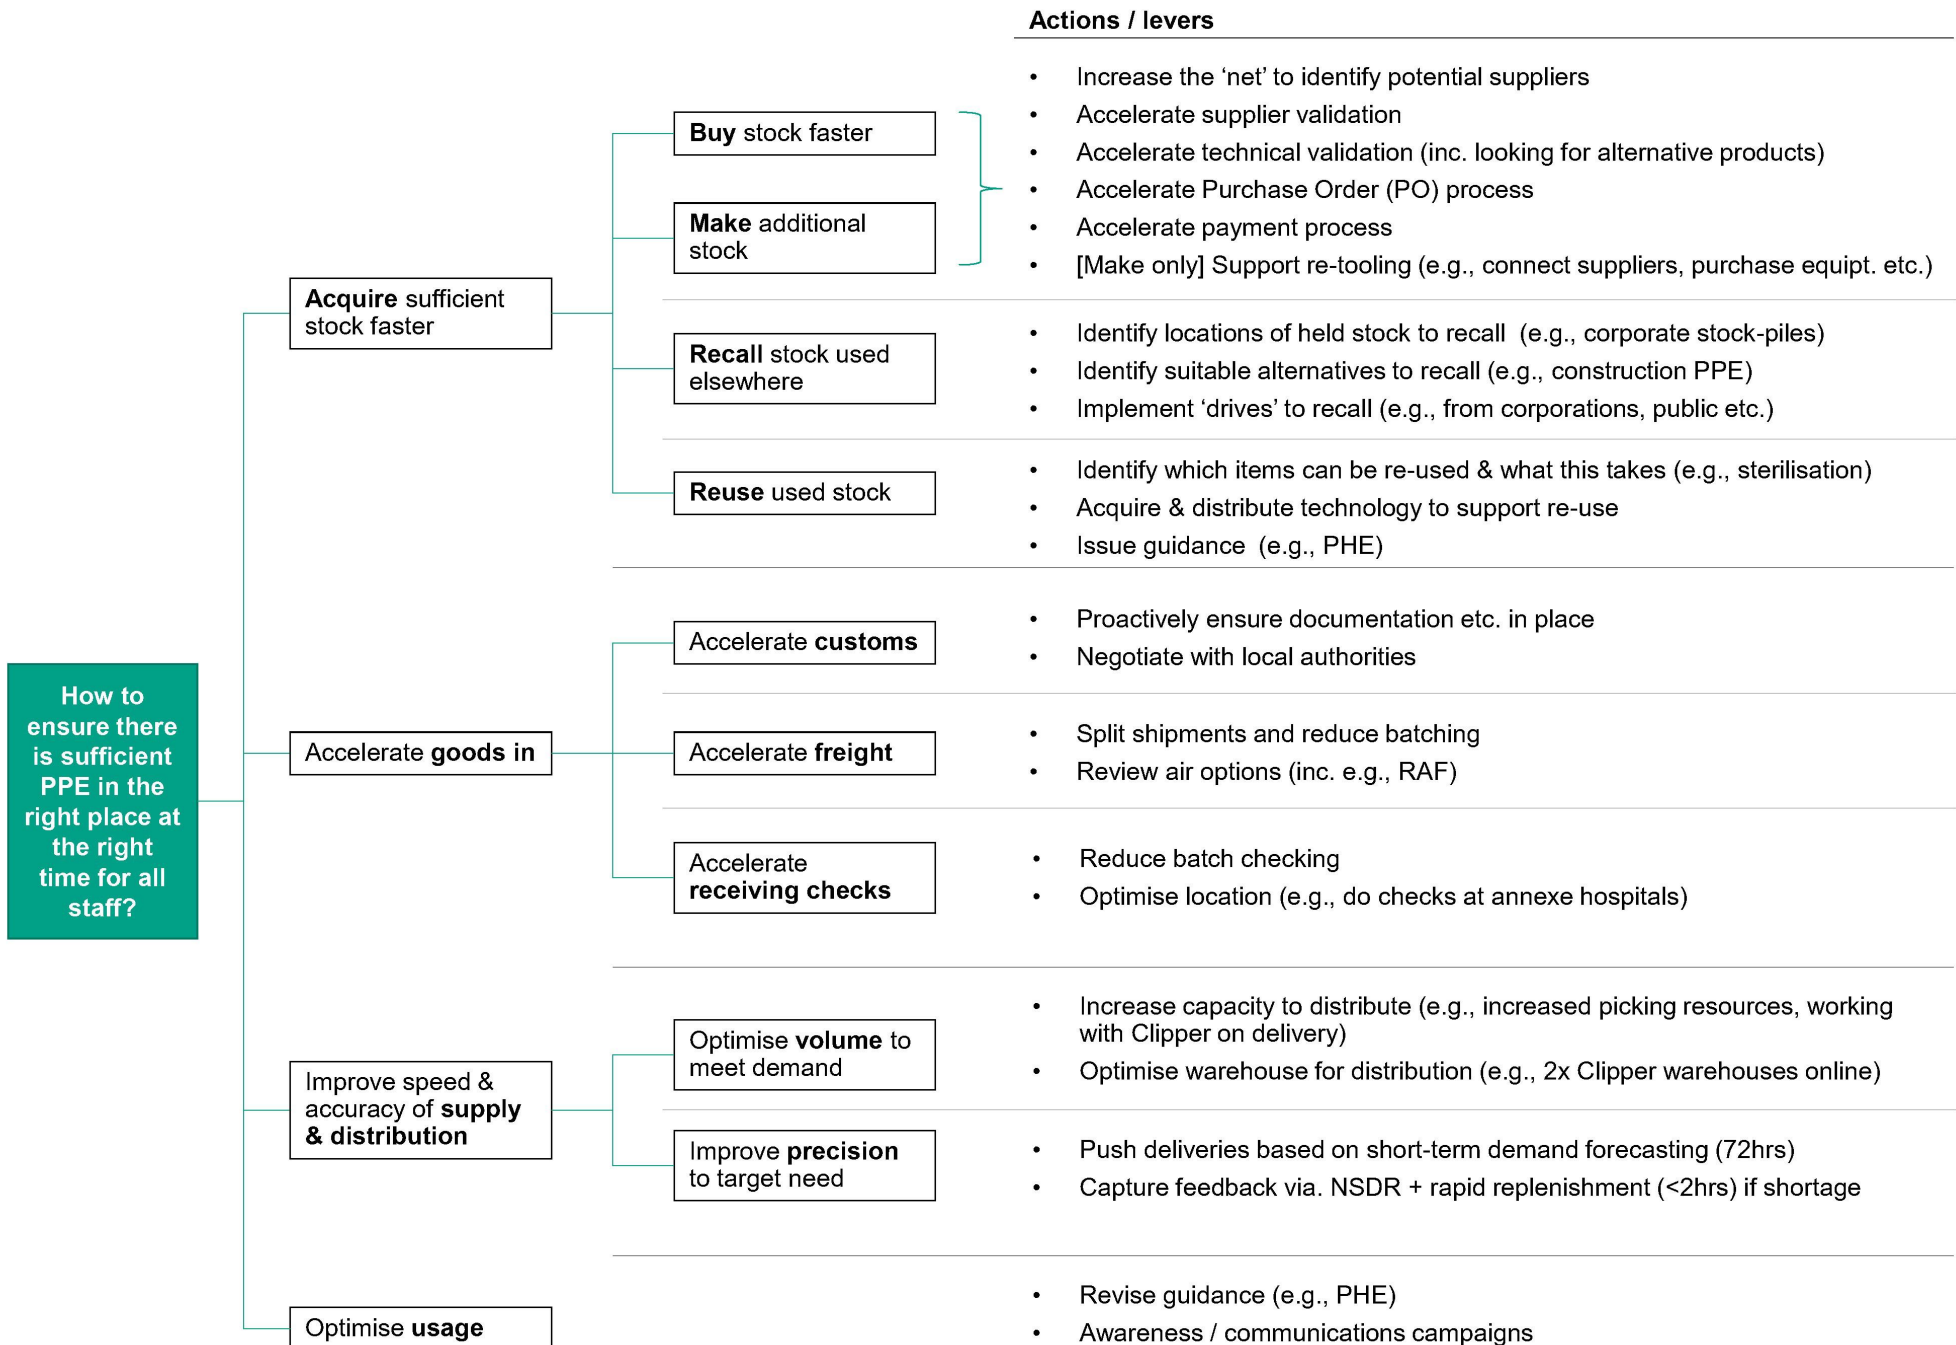 Actions / levers
How to
ensure there
is sufficient
PPE in the
right place at
the right
time for all
staff?
Acquire sufficient
stock faster
Buy stock faster
Make additional
stock
• Increase the ‘net’ to identify potential suppliers
• Accelerate supplier validation
• Accelerate technical validation (inc. looking for alternative products)
• Accelerate Purchase Order (PO) process
• Accelerate payment process
• [Make only] Support re-tooling (e.g., connect suppliers, purchase equipt. etc.)
Recall stock used
elsewhere
• Identify locations of held stock to recall (e.g., corporate stock-piles)
• Identify suitable alternatives to recall (e.g., construction PPE)
• Implement ‘drives’ to recall (e.g., from corporations, public etc.)
Reuse used stock
• Identify which items can be re-used & what this takes (e.g., sterilisation)
• Acquire & distribute technology to support re-use
• Issue guidance (e.g., PHE)
Accelerate goods in
Accelerate customs
• Proactively ensure documentation etc. in place
• Negotiate with local authorities
Accelerate freight
• Split shipments and reduce batching
• Review air options (inc. e.g., RAF)
Accelerate
receiving checks
• Reduce batch checking
• Optimise location (e.g., do checks at annexe hospitals)
Improve speed &
accuracy of supply
& distribution
Optimise volume to
meet demand
• Increase capacity to distribute (e.g., increased picking resources, working
with Clipper on delivery)
• Optimise warehouse for distribution (e.g., 2x Clipper warehouses online)
Improve precision
to target need
• Push deliveries based on short-term demand forecasting (72hrs)
• Capture feedback via. NSDR + rapid replenishment (<2hrs) if shortage
Optimise usage
• Revise guidance (e.g., PHE)
• Awareness / communications campaigns